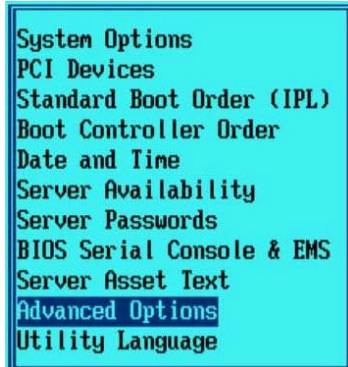 System Options
PCI Devices
Standard Boot Order (IPL)
Boot Controller Order
Date and Time
Server Availability
Server Passwords
BIOS Serial Console & EMS
Server Asset Text
Advanced Options
Utility Language